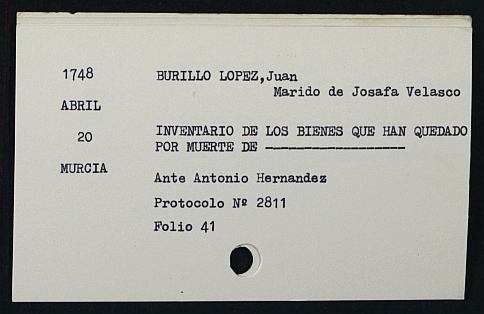 1748
BURILLO LOPEZ,Juan
Marido de Josafa Velasco
ABRIL
20
INVENTARIO DE LOS BIENES QUE HAN QUEDADO
POR MUERTE DE ------------------
MURCIA
Ante Antonio Hernandez
Protocolo Nº 2811
Folio 41